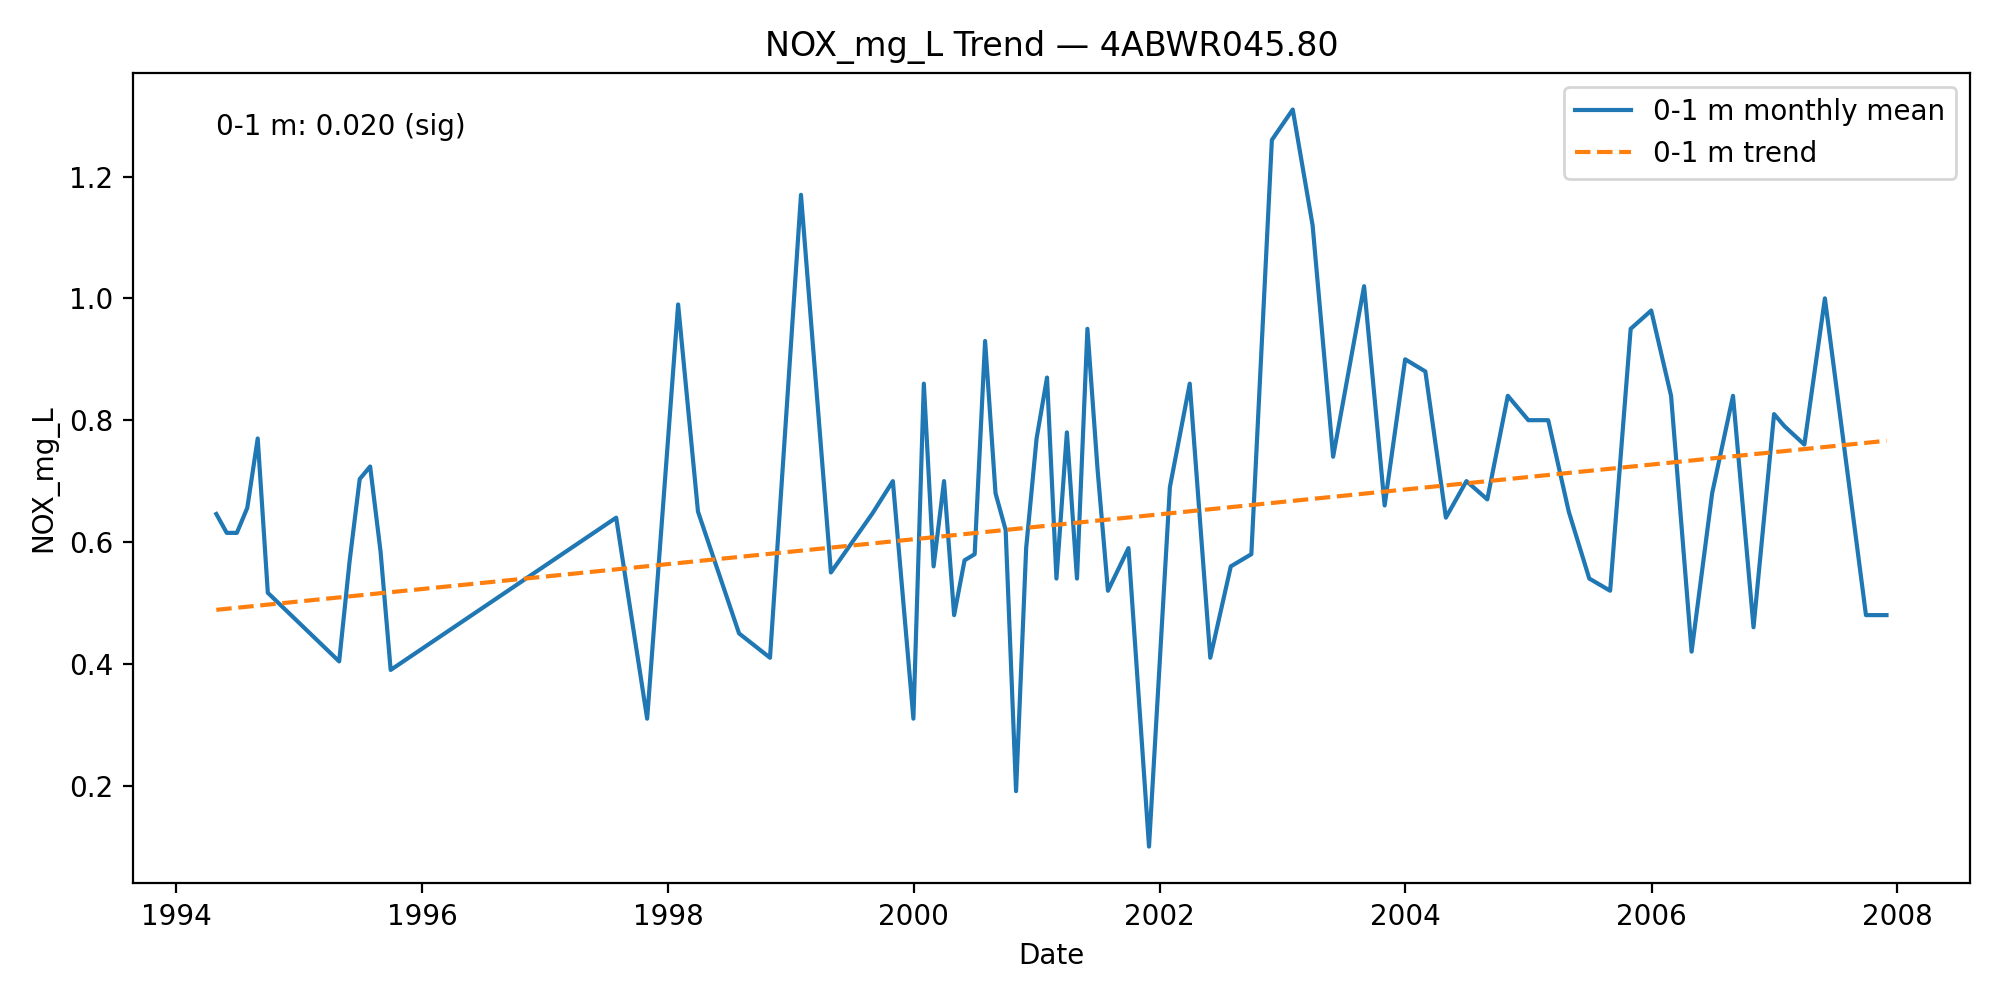 NOX_mg_L Trend — 4ABWR045.80
0-1 m: 0.020 (sig)
0-1 m monthly mean
0-1 m trend
NOX_mg_L
1.2
1.0
0.8
0.6
0.4
0.2
1994 1996 1998 2000 2002 2004 2006 2008
Date